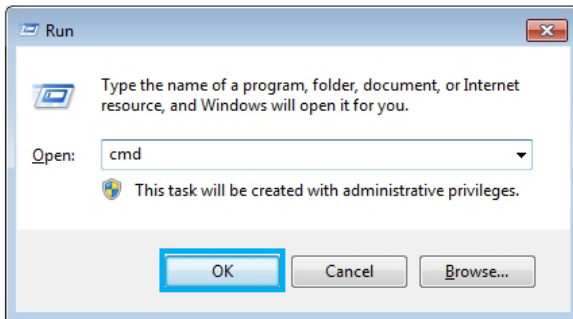 Run
Type the name of a program, folder, document, or Internet
resource, and Windows will open it for you.
Open: cmd
This task will be created with administrative privileges.
OK Cancel Browse...